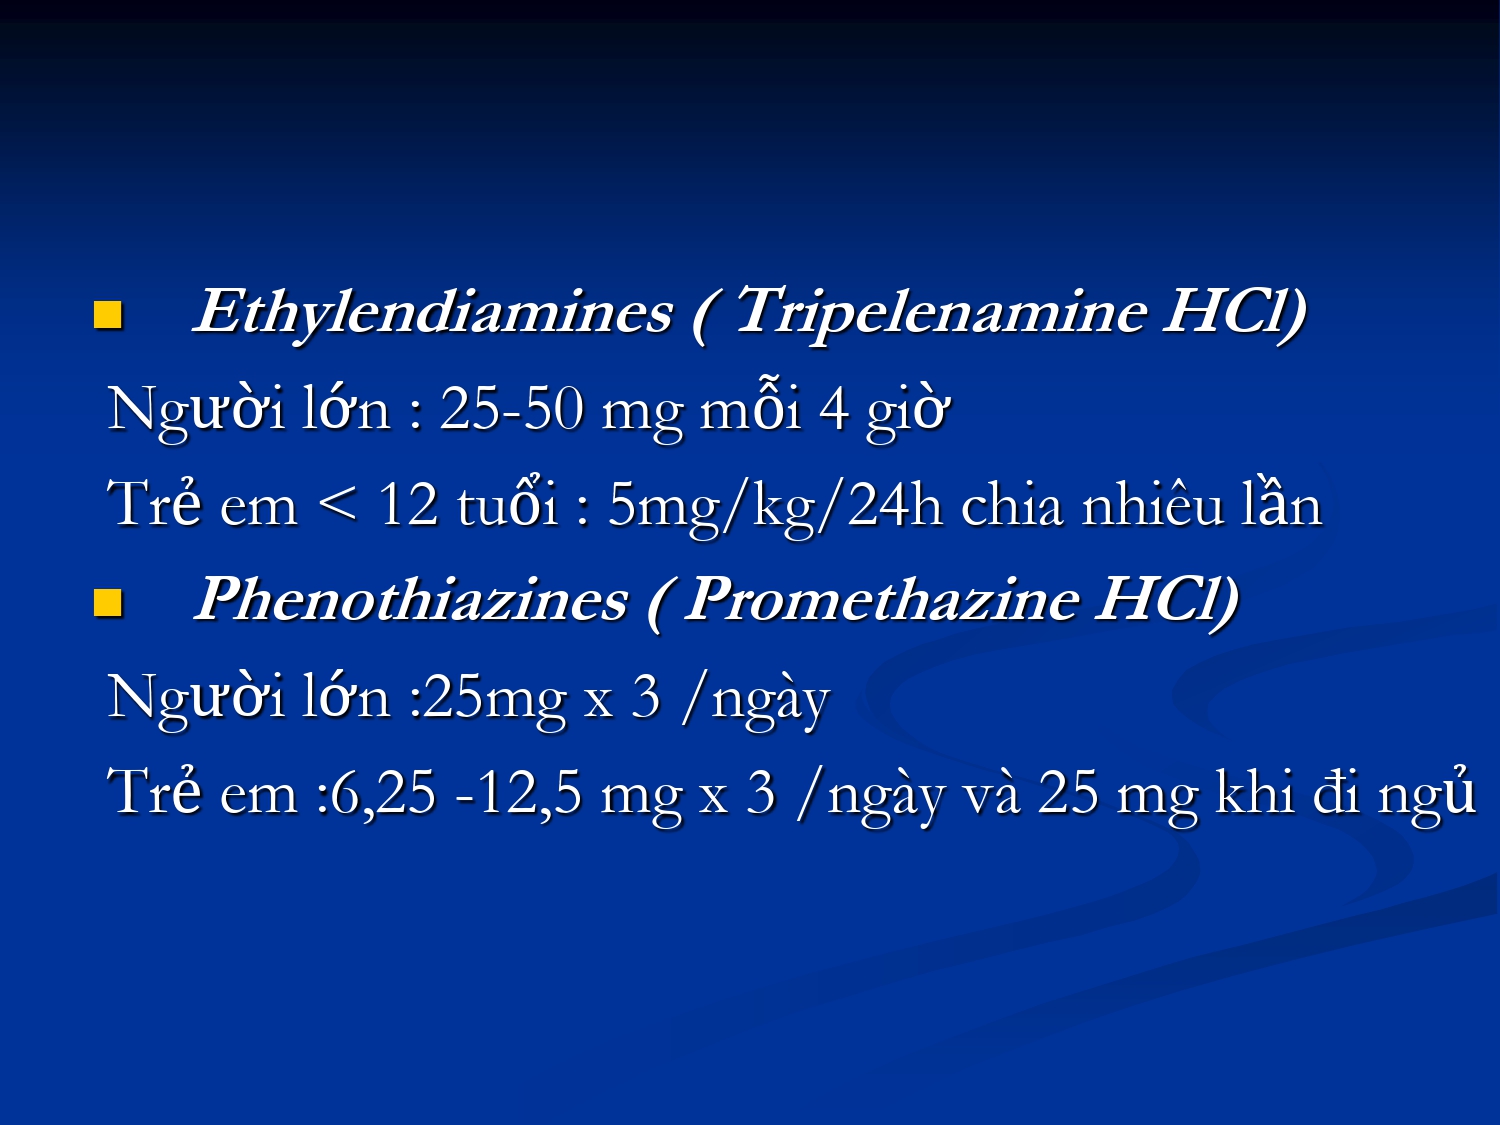 Ethylendiamines ( Tripelenamine HCl)
Người lớn : 25-50 mg mỗi 4 giờ
Trẻ em < 12 tuổi : 5mg/kg/24h chia nhiêu lần
Phenothiazines ( Promethazine HCl)
Người lớn :25mg x 3 /ngày
Trẻ em :6,25 -12,5 mg x 3 /ngày và 25 mg khi đi ngủ